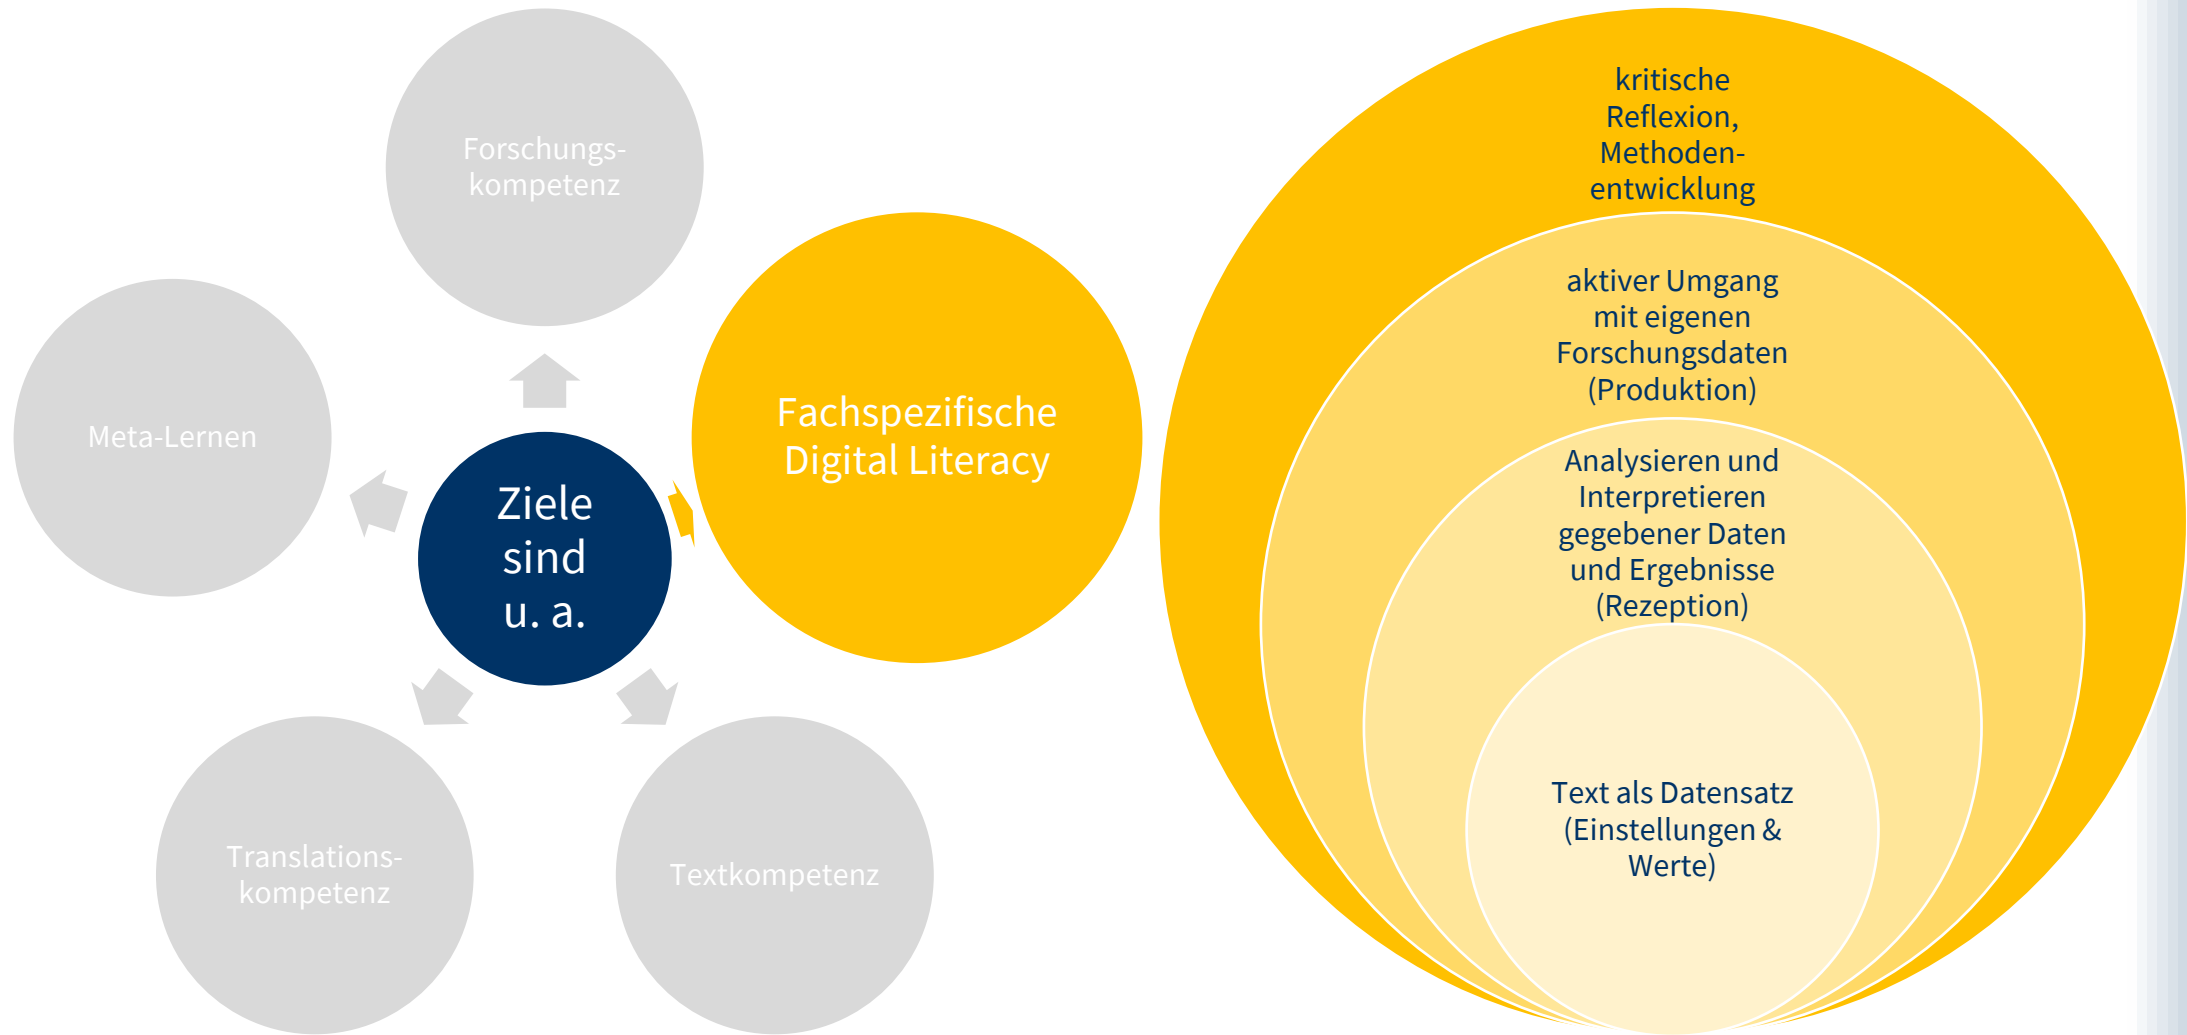 Forschungs-
kompetenz
Meta-Lernen
Ziele
sind
u. a.
Fachspezifische
Digital Literacy
Translations-
kompetenz
Textkompetenz
kritische
Reflexion,
Methoden-
entwicklung
aktiver Umgang
mit eigenen
Forschungsdaten
(Produktion)
Analysieren und
Interpretieren
gegebener Daten
und Ergebnisse
(Rezeption)
Text als Datensatz
(Einstellungen &
Werte)